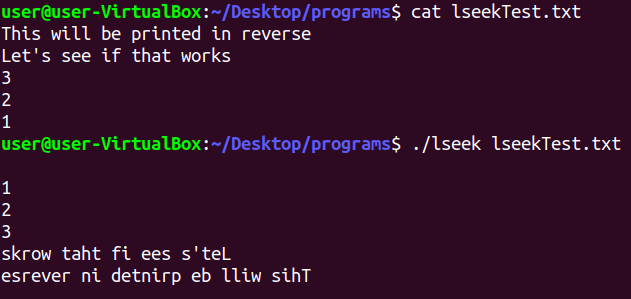 user@user-VirtualBox:~/Desktop/programs$ cat lseekTest.txt
This will be printed in reverse
Let's see if that works
3
2
1
user@user-VirtualBox:~/Desktop/programs$ ./lseek lseekTest.txt

1
2
3
skrow taht fi ees s'teL
esrever ni detnirp eb lliw sihT